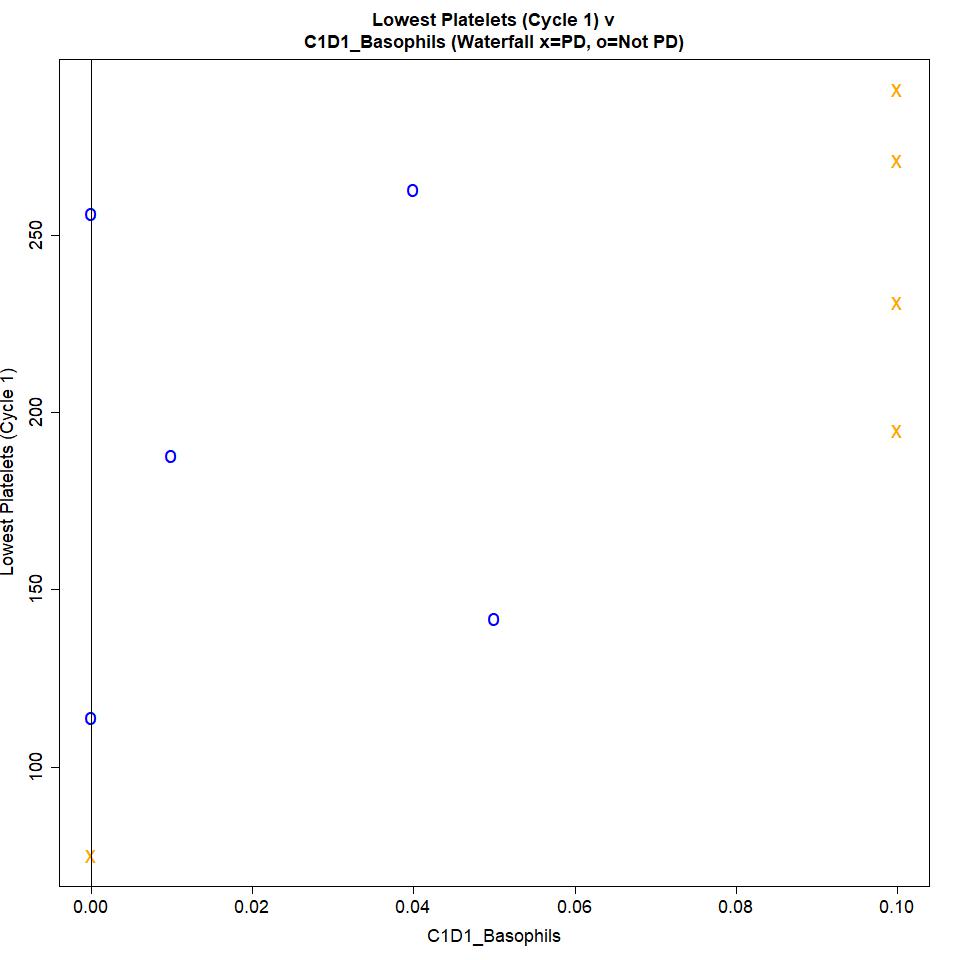 Lowest Platelets (Cycle 1) v
C1D1_Basophils (Waterfall x=PD, o=Not PD)
Lowest Platelets (Cycle 1)
250
200
150
100
X
X
X
X
X
O
O
O
O
O
0.00 0.02 0.04 0.06 0.08 0.10
C1D1_Basophils